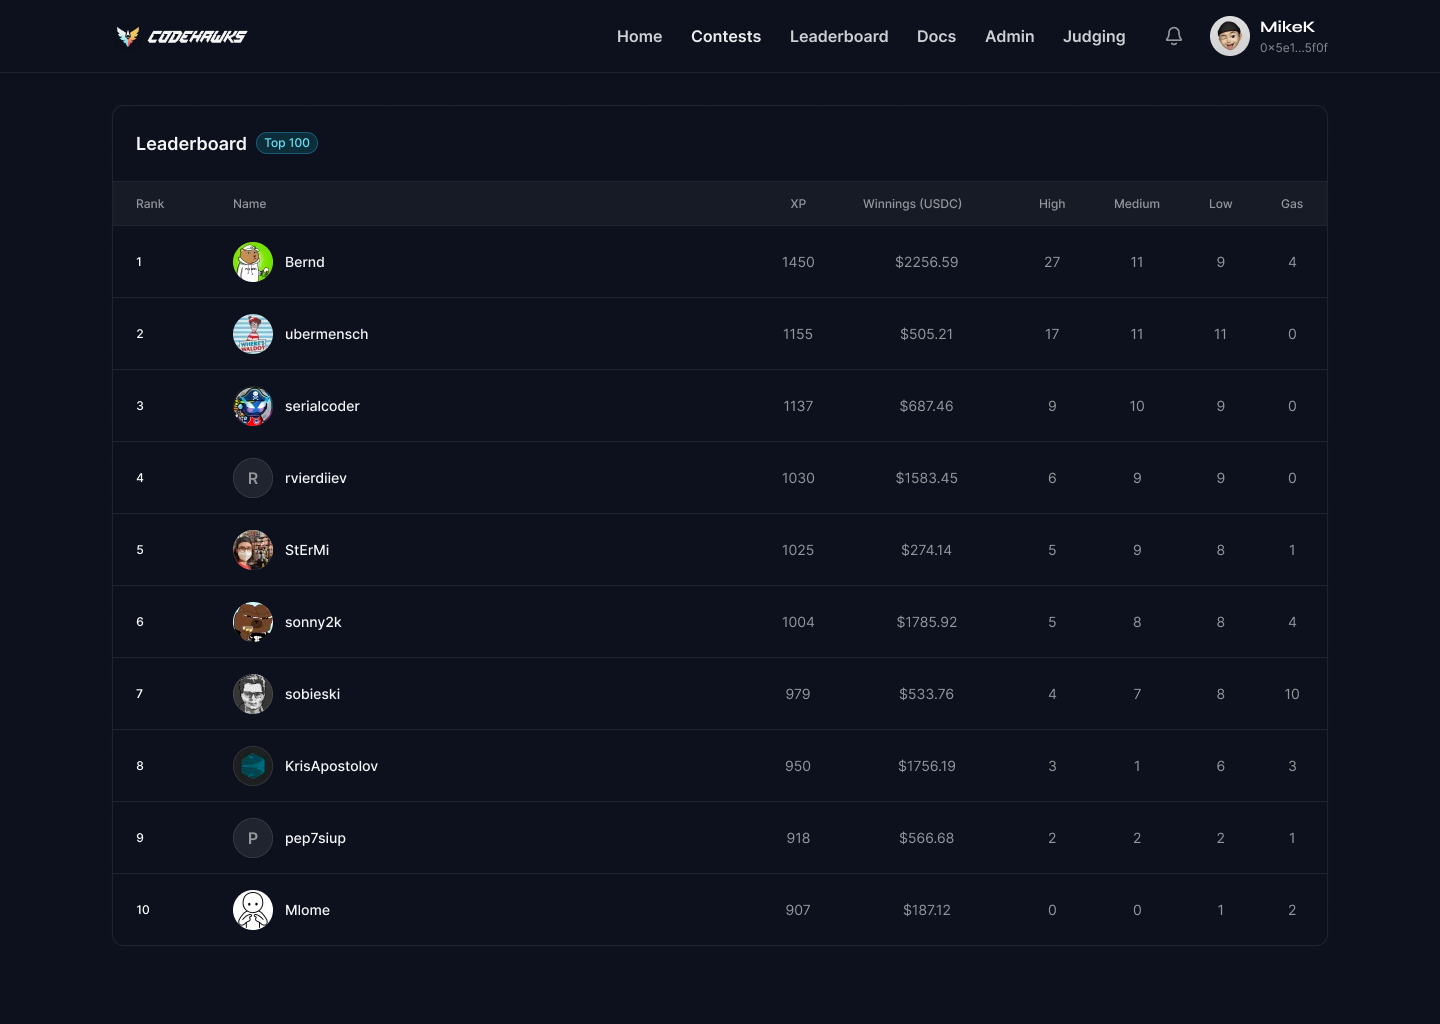 CODEHAWKS Home Contests Leaderboard Docs Admin Judging MikeK
0x5e1...5f0f
Leaderboard Top 100
Rank Name XP Winnings (USDC) High Medium Low Gas
1 Bernd 1450 $2256.59 27 11 9 4
2 ubermensch 1155 $505.21 17 11 11 0
WHERE'S
WALDO?
3 serialcoder 1137 $687.46 9 10 9 0
4 R rvierdiiev 1030 $1583.45 6 9 9 0
5 StErMi 1025 $274.14 5 9 8 1
6 sonny2k 1004 $1785.92 5 8 8 4
7 sobieski 979 $533.76 4 7 8 10
8 KrisApostolov 950 $1756.19 3 1 6 3
9 P pep7siup 918 $566.68 2 2 2 1
10 Mlome 907 $187.12 0 0 1 2